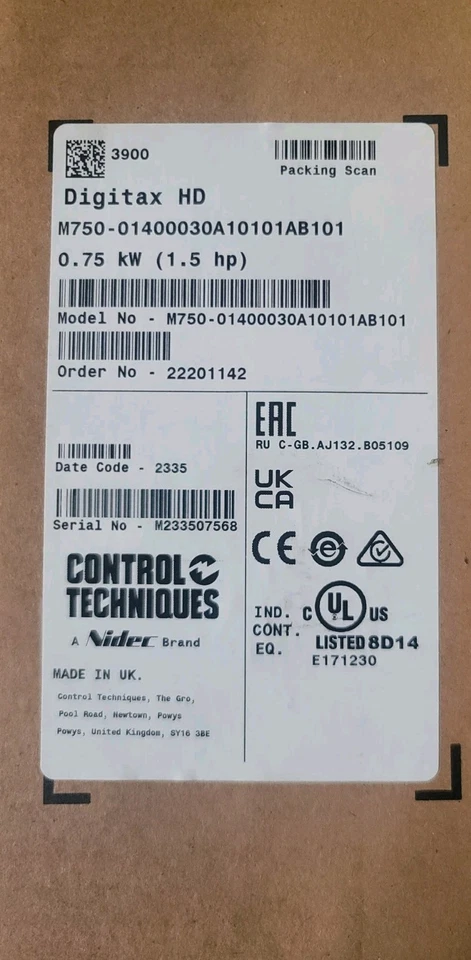 3900
Packing Scan
Digitax HD
M750-01400030A10101AB101
0.75 kW (1.5 hp)
Model No - M750-01400030A10101AB101
Order No - 22201142
EAC
RU C-GB.AJ132.B05109
Date Code - 2335
UK
CA
Serial No - M233507568
CE e
CONTROL
TECHNIQUES
A Nidec Brand
IND.
CONT.
EQ.
C UL US
LISTED 8D14
E171230
MADE IN UK.
Control Techniques, The Gro,
Pool Road, Newtown, Powys
Powys, United Kingdom, SY16 3BE